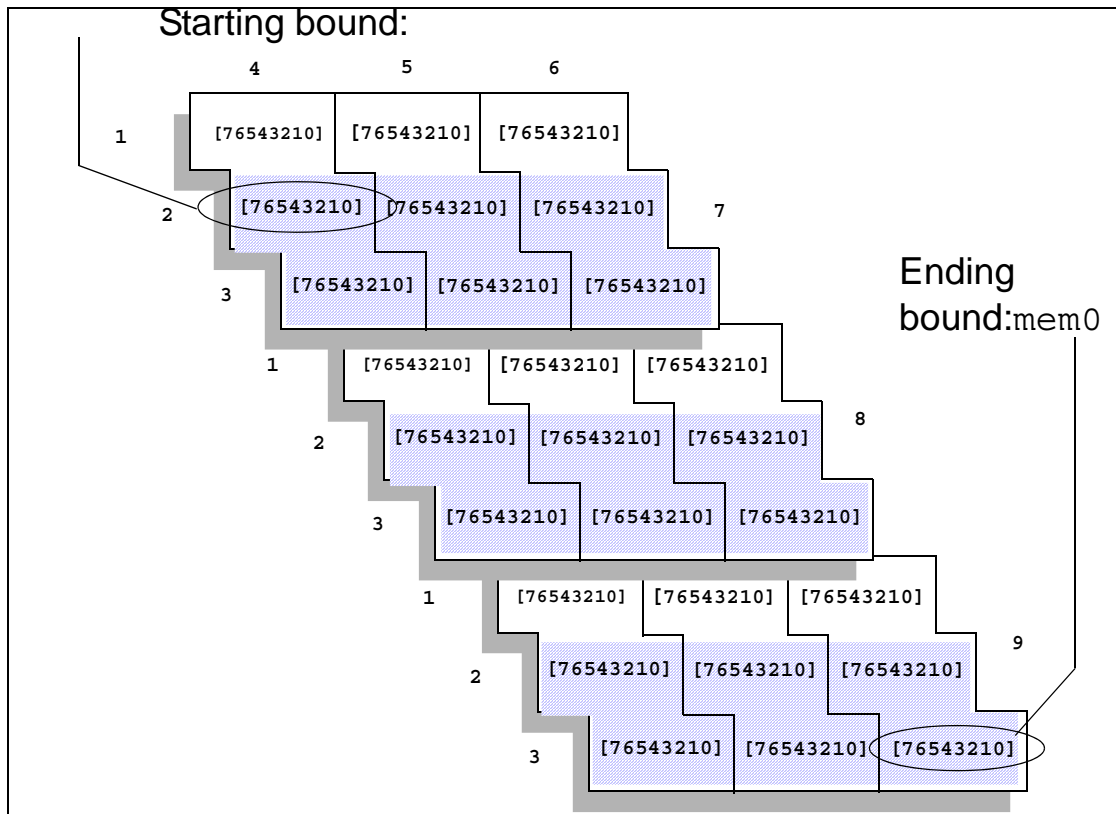 Starting bound:
4 5 6
1 [76543210] [76543210] [76543210]
2 [76543210] [76543210] [76543210] 7
3 [76543210] [76543210] [76543210]
Ending
bound:mem0
1 [76543210] [76543210] [76543210]
2 [76543210] [76543210] [76543210] 8
3 [76543210] [76543210] [76543210]
1 [76543210] [76543210] [76543210]
2 [76543210] [76543210] [76543210] 9
3 [76543210] [76543210] [76543210]